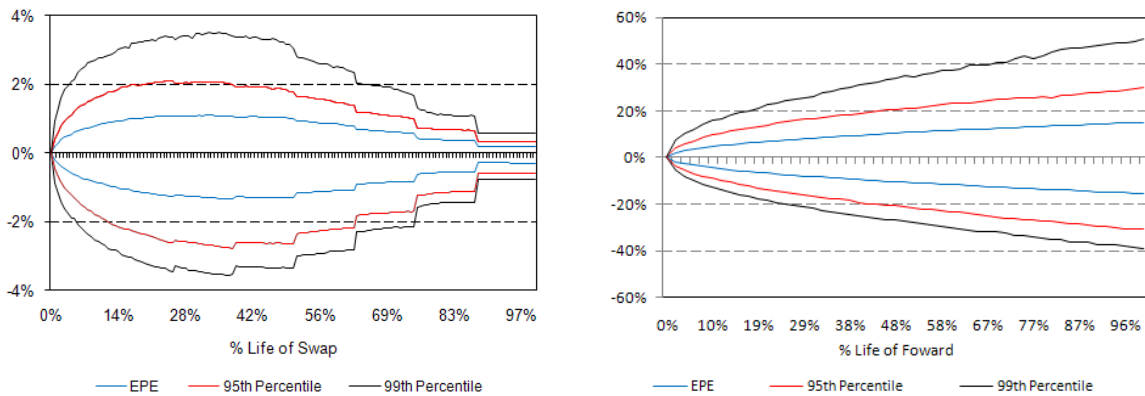 4%
2%
0%
-2%
-4%
0% 14% 28% 42% 56% 69% 83% 97%
% Life of Swap
EPE 95th Percentile 99th Percentile
60%
40%
20%
0%
-20%
-40%
-60%
0% 10% 19% 29% 38% 48% 58% 67% 77% 87% 96%
% Life of Foward
EPE 95th Percentile 99th Percentile